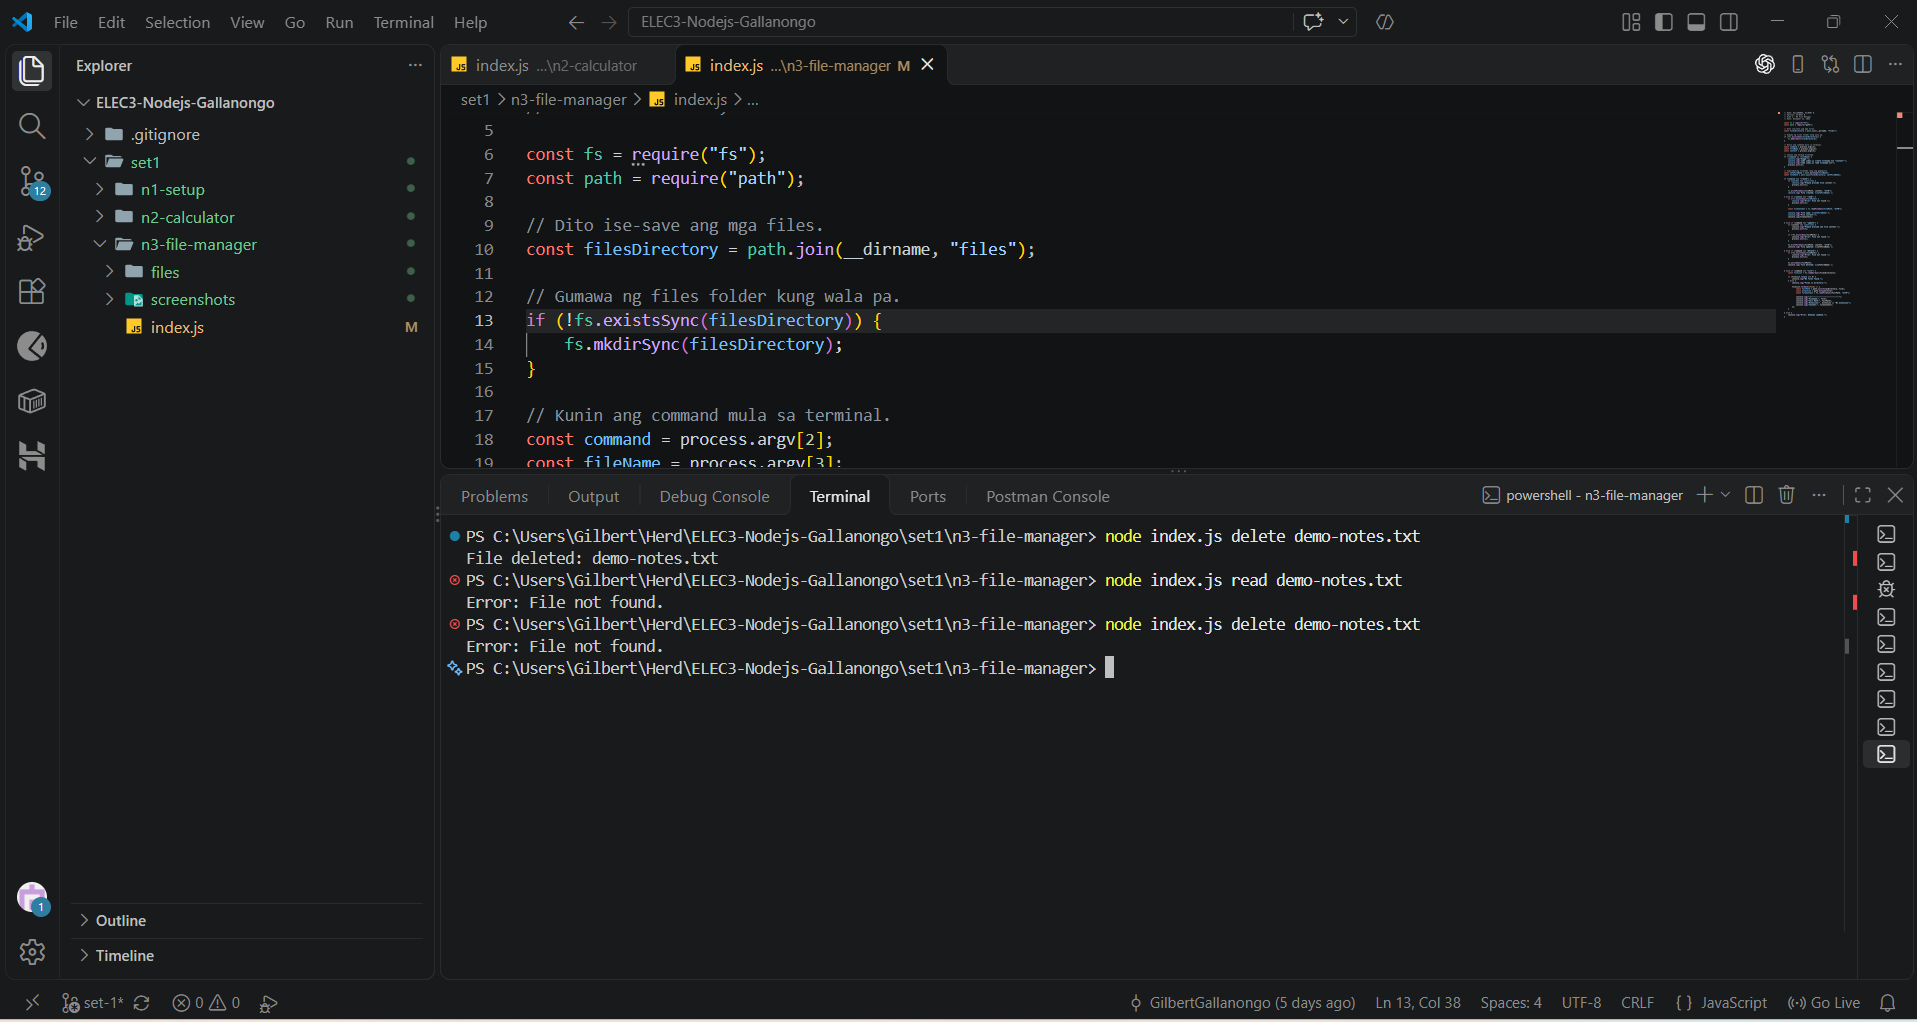 File Edit Selection View Go Run Terminal Help
ELEC3-Nodejs-Gallanongo
Explorer
ELEC3-Nodejs-Gallanongo
.gitignore
set1
n1-setup
n2-calculator
n3-file-manager
files
screenshots
index.js M
12
1
Outline
Timeline
index.js ...\n2-calculator
index.js ...\n3-file-manager M
set1 > n3-file-manager > index.js > ...
5
6 const fs = require("fs");
7 const path = require("path");
8
9 // Dito ise-save ang mga files.
10 const filesDirectory = path.join(__dirname, "files");
11
12 // Gumawa ng files folder kung wala pa.
13 if (!fs.existsSync(filesDirectory)) {
14 fs.mkdirSync(filesDirectory);
15 }
16
17 // Kunin ang command mula sa terminal.
18 const command = process.argv[2];
19 const fileName = process.argv[3];
Problems Output Debug Console Terminal Ports Postman Console
powershell - n3-file-manager
PS C:\Users\Gilbert\Herd\ELEC3-Nodejs-Gallanongo\set1\n3-file-manager> node index.js delete demo-notes.txt
File deleted: demo-notes.txt
PS C:\Users\Gilbert\Herd\ELEC3-Nodejs-Gallanongo\set1\n3-file-manager> node index.js read demo-notes.txt
Error: File not found.
PS C:\Users\Gilbert\Herd\ELEC3-Nodejs-Gallanongo\set1\n3-file-manager> node index.js delete demo-notes.txt
Error: File not found.
PS C:\Users\Gilbert\Herd\ELEC3-Nodejs-Gallanongo\set1\n3-file-manager>
set-1* 0 0
GilbertGallanongo (5 days ago) Ln 13, Col 38 Spaces: 4 UTF-8 CRLF {} JavaScript Go Live